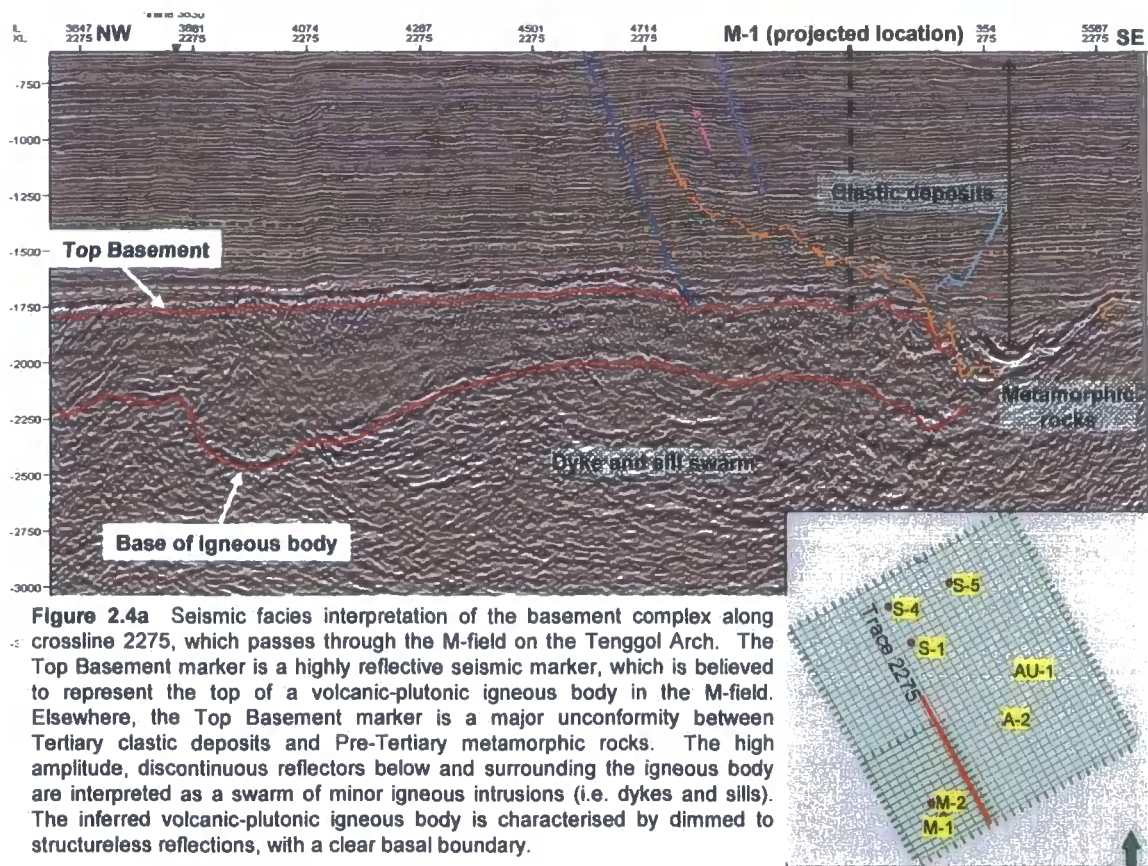 IL 3847 3881 4074 4287 4501 4714 354 5587
XL 2275 2275 2275 2275 2275 2275 275 2275
NW
M-1 (projected location)
SE
-750
-1000
-1250
-1500
-1750
-2000
-2250
-2500
-2750
-3000
Clastic deposits
Top Basement
Metamorphic
rocks
Dyke and sill swarm
Base of igneous body
Figure 2.4a Seismic facies interpretation of the basement complex along
crossline 2275, which passes through the M-field on the Tenggol Arch. The
Top Basement marker is a highly reflective seismic marker, which is believed
to represent the top of a volcanic-plutonic igneous body in the M-field.
Elsewhere, the Top Basement marker is a major unconformity between
Tertiary clastic deposits and Pre-Tertiary metamorphic rocks. The high
amplitude, discontinuous reflectors below and surrounding the igneous body
are interpreted as a swarm of minor igneous intrusions (i.e. dykes and sills).
The inferred volcanic-plutonic igneous body is characterised by dimmed to
structureless reflections, with a clear basal boundary.
S-5
S-4
Trace 2275
S-1
AU-1
A-2
M-2
M-1